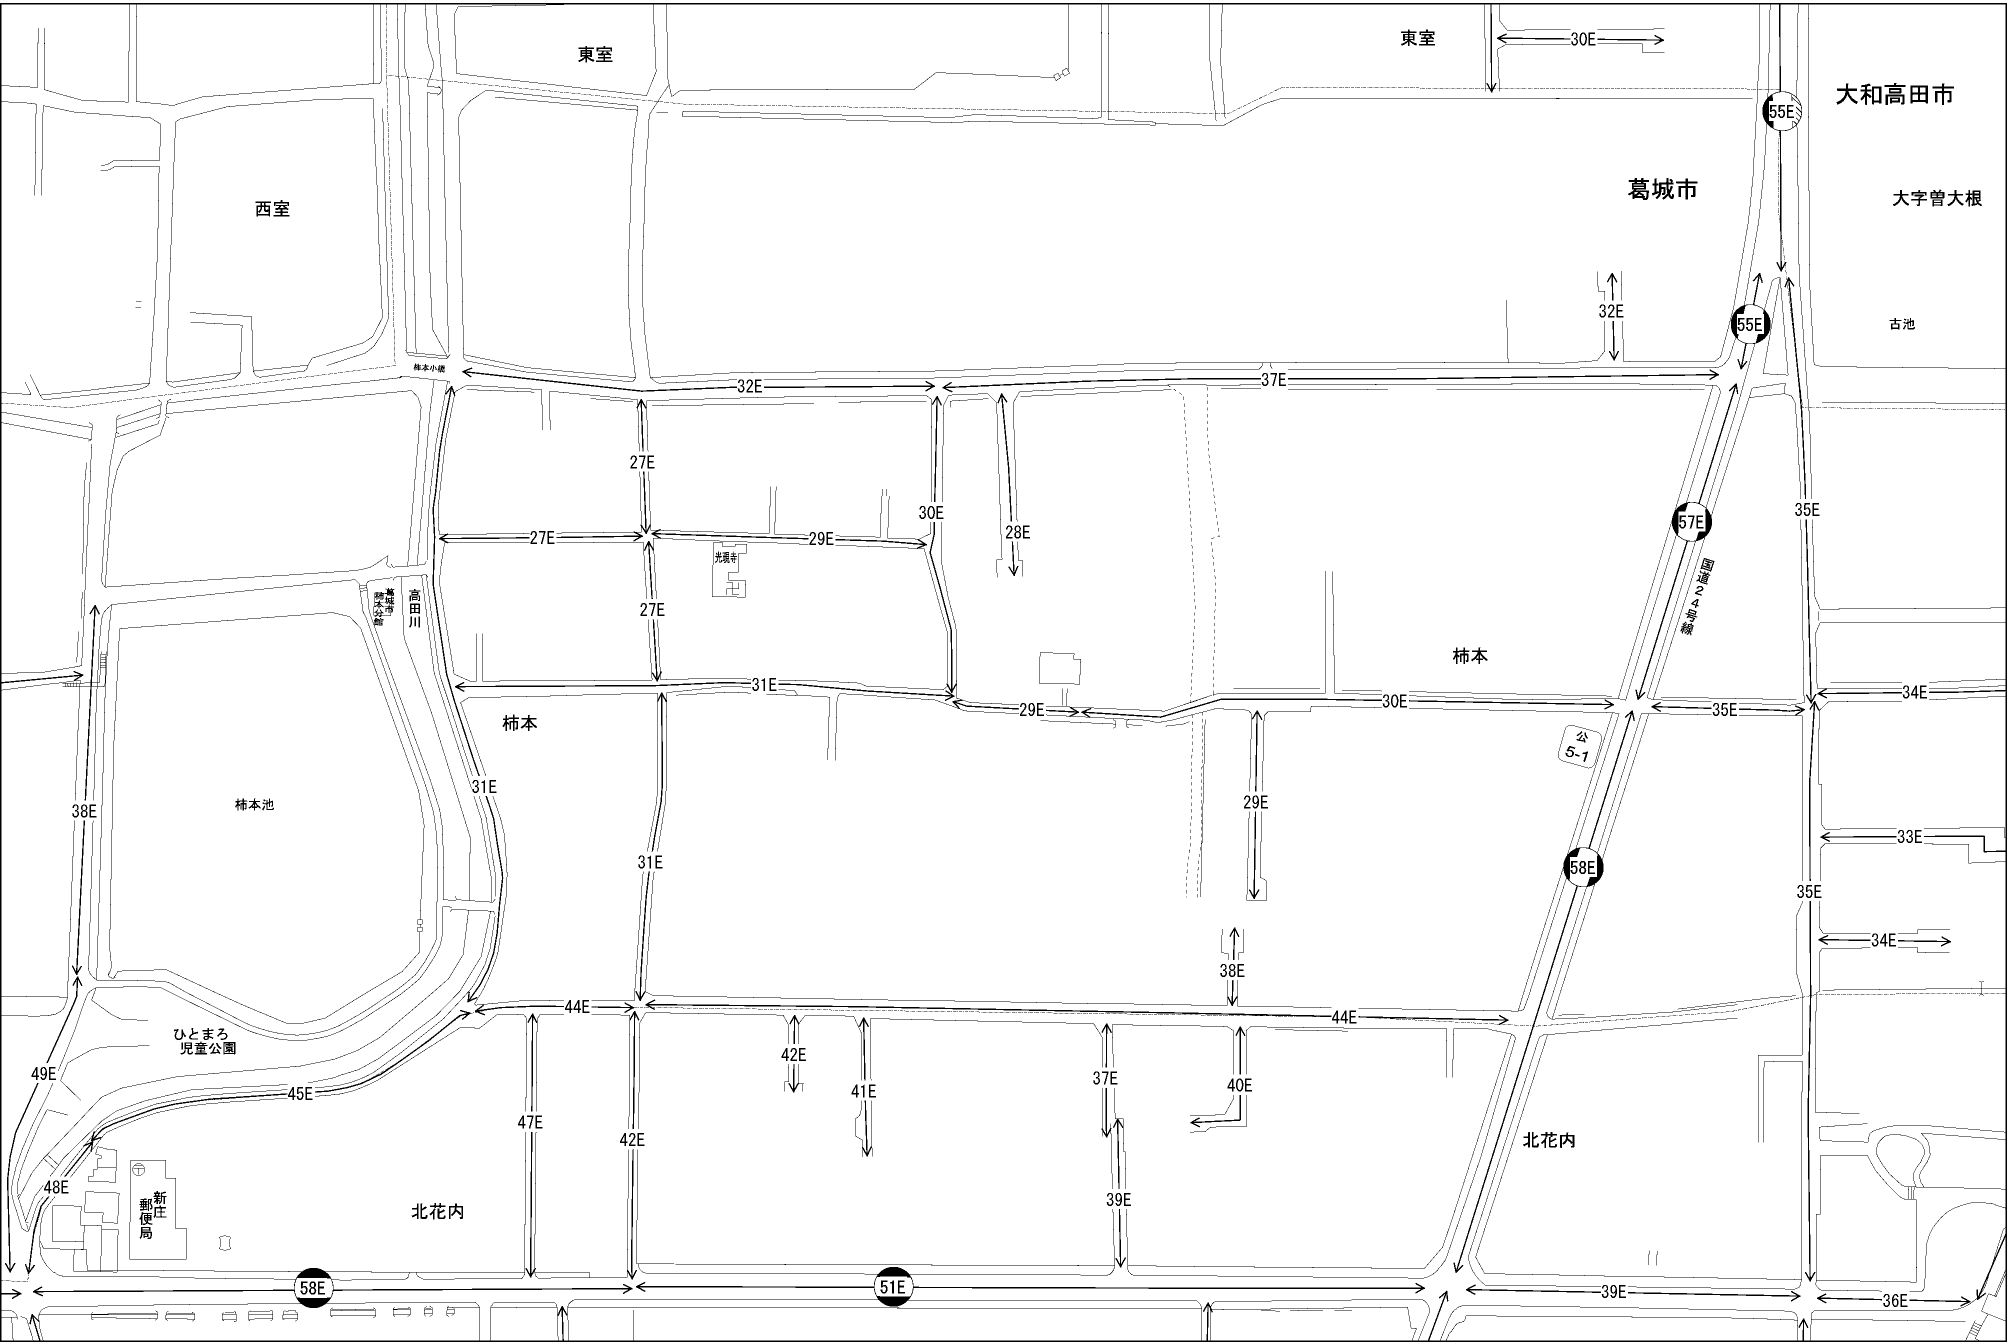 東室
東室
30E
大和高田市
55E
葛城市
大字曽大根
西室
32E
55E
古池
柿本小橋
32E
37E
27E
30E
28E
35E
57E
27E
29E
光現寺
国道24号線
葛城市
柿本分館
高田川
27E
柿本
31E
34E
30E
29E
35E
柿本
公
5-1
31E
29E
柿本池
38E
33E
31E
58E
35E
34E
38E
44E
44E
ひとまろ
児童公園
42E
49E
37E
40E
45E
41E
47E
42E
北花内
48E
39E
新庄
郵便局
北花内
58E
51E
39E
36E